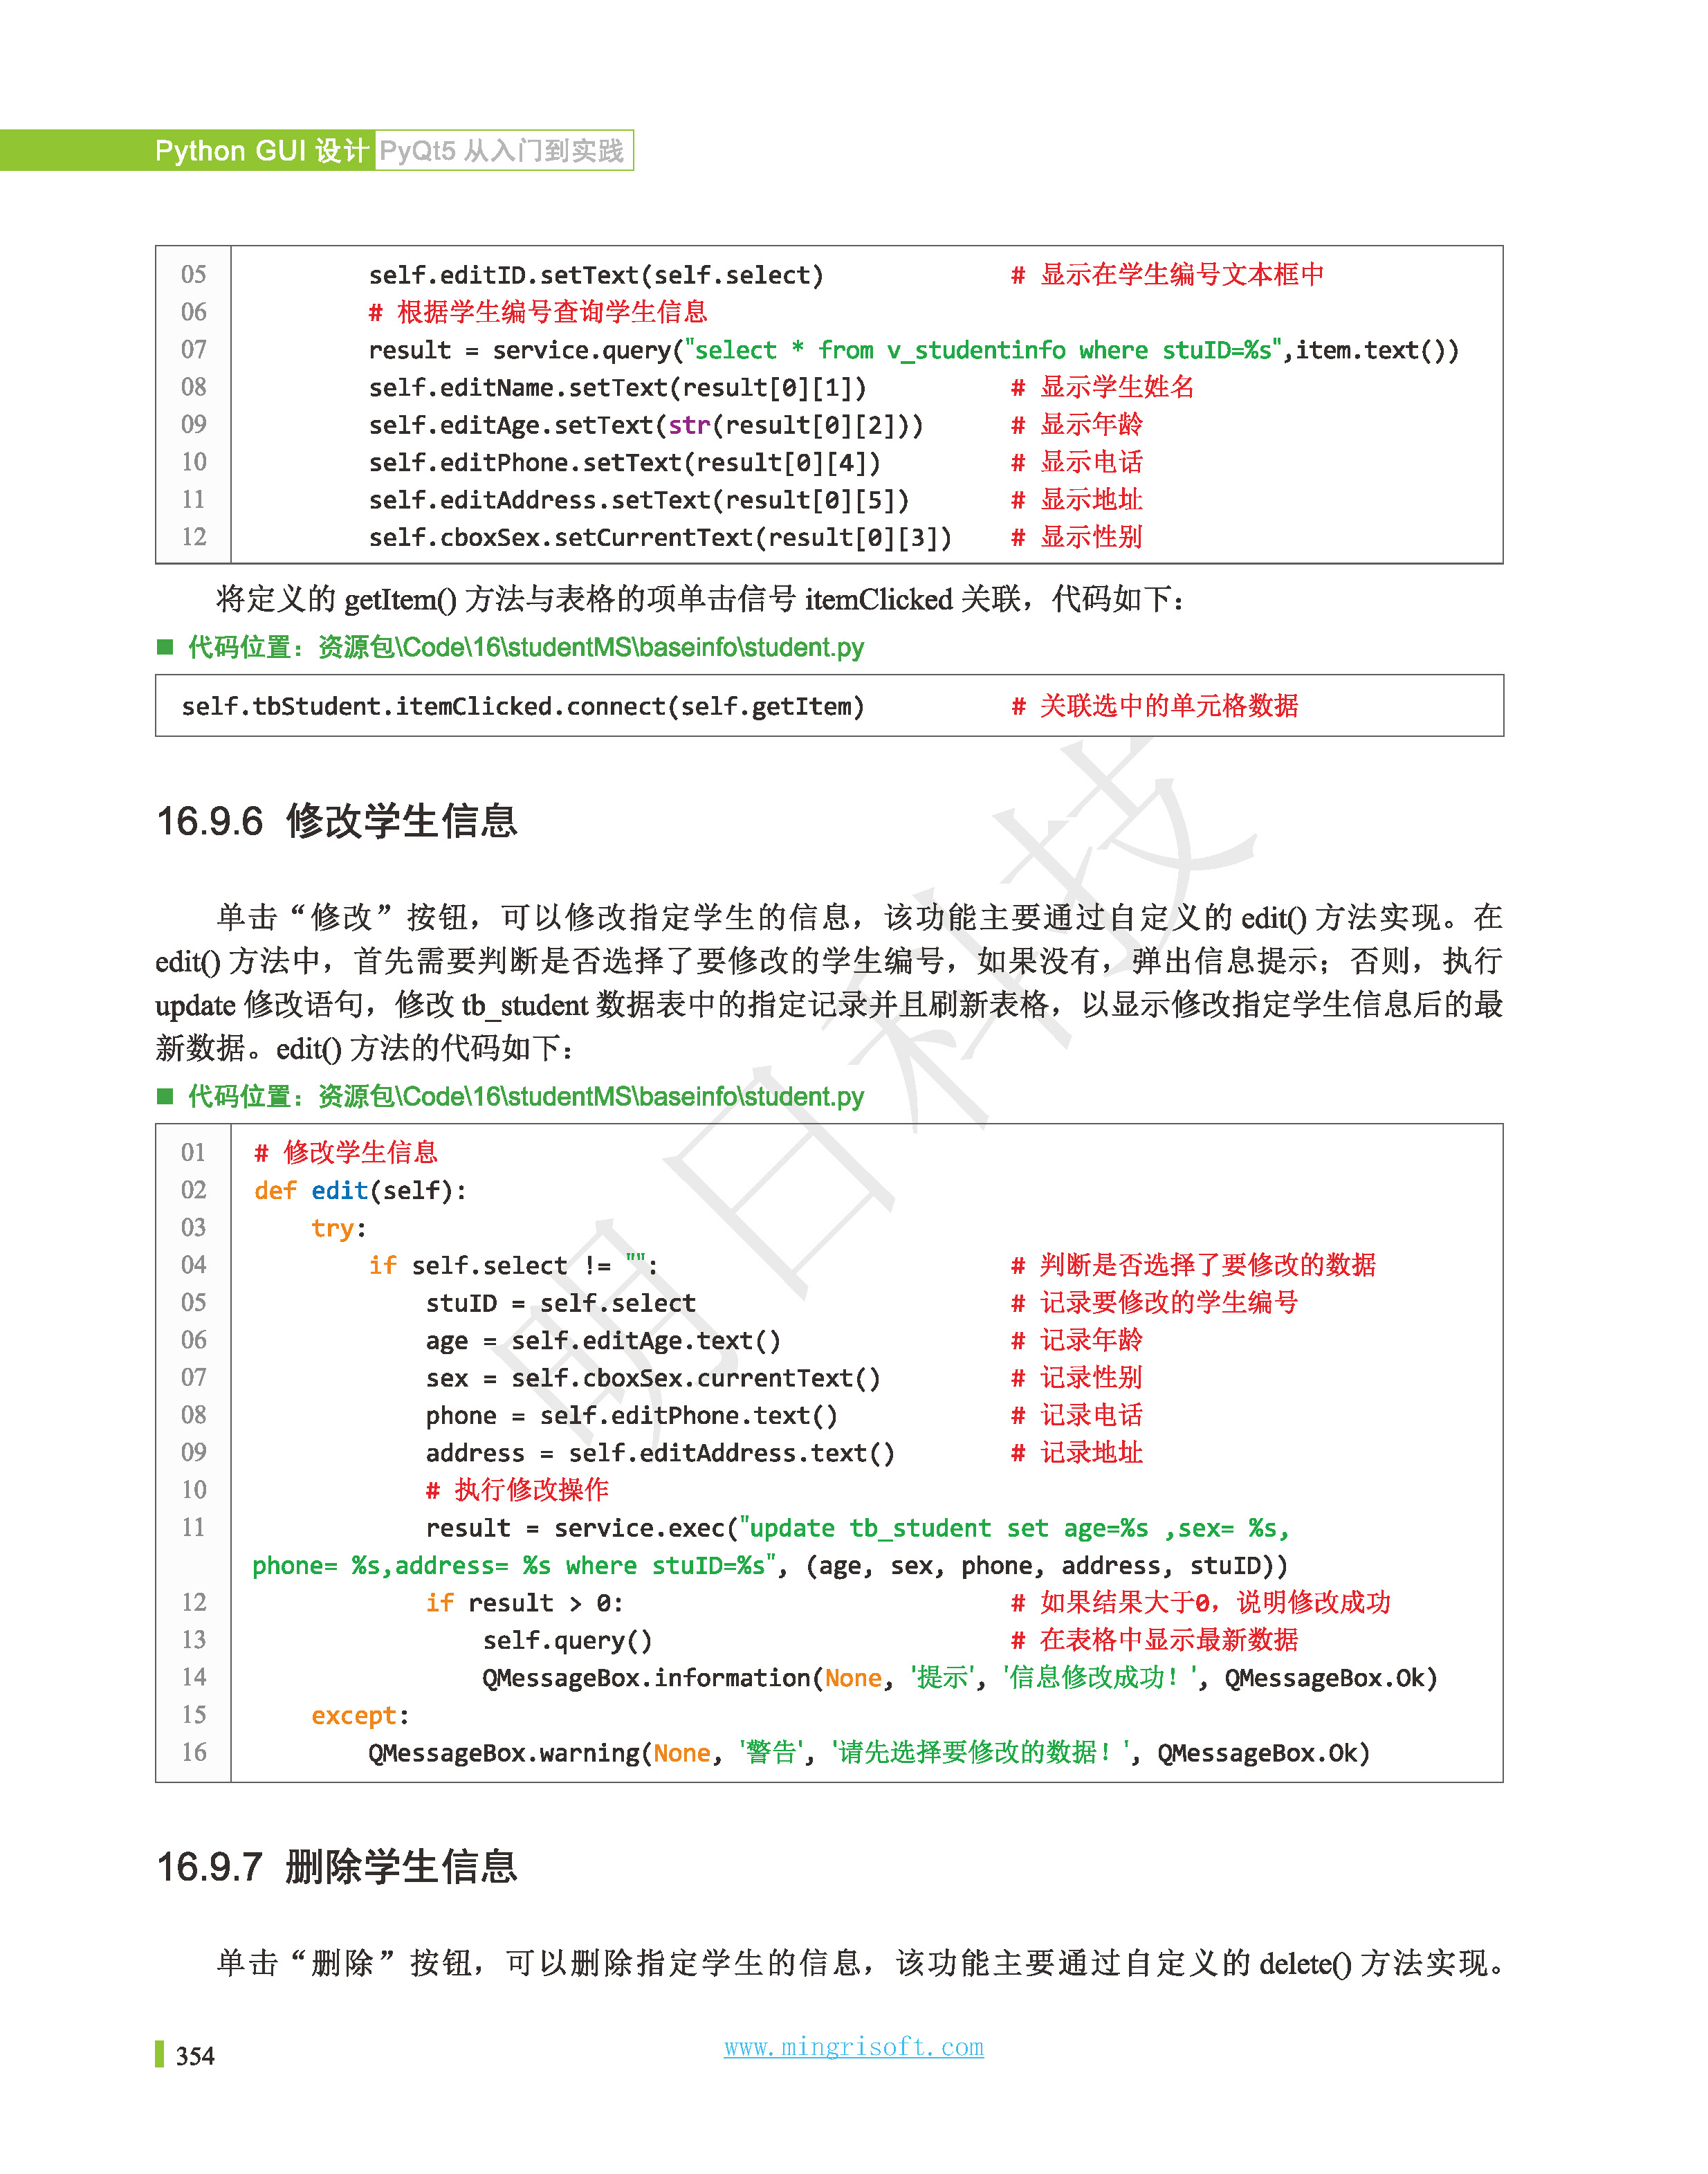 Python GUI 设计 PyQt5 从入门到实践
05 self.editID.setText(self.select) # 显示在学生编号文本框中
06 # 根据学生编号查询学生信息
07 result = service.query("select * from v_studentinfo where stuID=%s",item.text())
08 self.editName.setText(result[0][1]) # 显示学生姓名
09 self.editAge.setText(str(result[0][2])) # 显示年龄
10 self.editPhone.setText(result[0][4]) # 显示电话
11 self.editAddress.setText(result[0][5]) # 显示地址
12 self.cboxSex.setCurrentText(result[0][3]) # 显示性别
将定义的 getItem() 方法与表格的项单击信号 itemClicked 关联，代码如下：
■ 代码位置：资源包\Code\16\studentMS\baseinfo\student.py
self.tbStudent.itemClicked.connect(self.getItem) # 关联选中的单元格数据
16.9.6 修改学生信息
单击“修改”按钮，可以修改指定学生的信息，该功能主要通过自定义的 edit() 方法实现。在
edit() 方法中，首先需要判断是否选择了要修改的学生编号，如果没有，弹出信息提示；否则，执行
update 修改语句，修改 tb_student 数据表中的指定记录并且刷新表格，以显示修改指定学生信息后的最
新数据。edit() 方法的代码如下：
■ 代码位置：资源包\Code\16\studentMS\baseinfo\student.py
01 # 修改学生信息
02 def edit(self):
03 try:
04 if self.select != "": # 判断是否选择了要修改的数据
05 stuID = self.select # 记录要修改的学生编号
06 age = self.editAge.text() # 记录年龄
07 sex = self.cboxSex.currentText() # 记录性别
08 phone = self.editPhone.text() # 记录电话
09 address = self.editAddress.text() # 记录地址
10 # 执行修改操作
11 result = service.exec("update tb_student set age=%s ,sex= %s,
phone= %s,address= %s where stuID=%s", (age, sex, phone, address, stuID))
12 if result > 0: # 如果结果大于0，说明修改成功
13 self.query() # 在表格中显示最新数据
14 QMessageBox.information(None, '提示', '信息修改成功！', QMessageBox.Ok)
15 except:
16 QMessageBox.warning(None, '警告', '请先选择要修改的数据！', QMessageBox.Ok)
16.9.7 删除学生信息
单击“删除”按钮，可以删除指定学生的信息，该功能主要通过自定义的 delete() 方法实现。
354
www.mingrisoft.com
明日科技